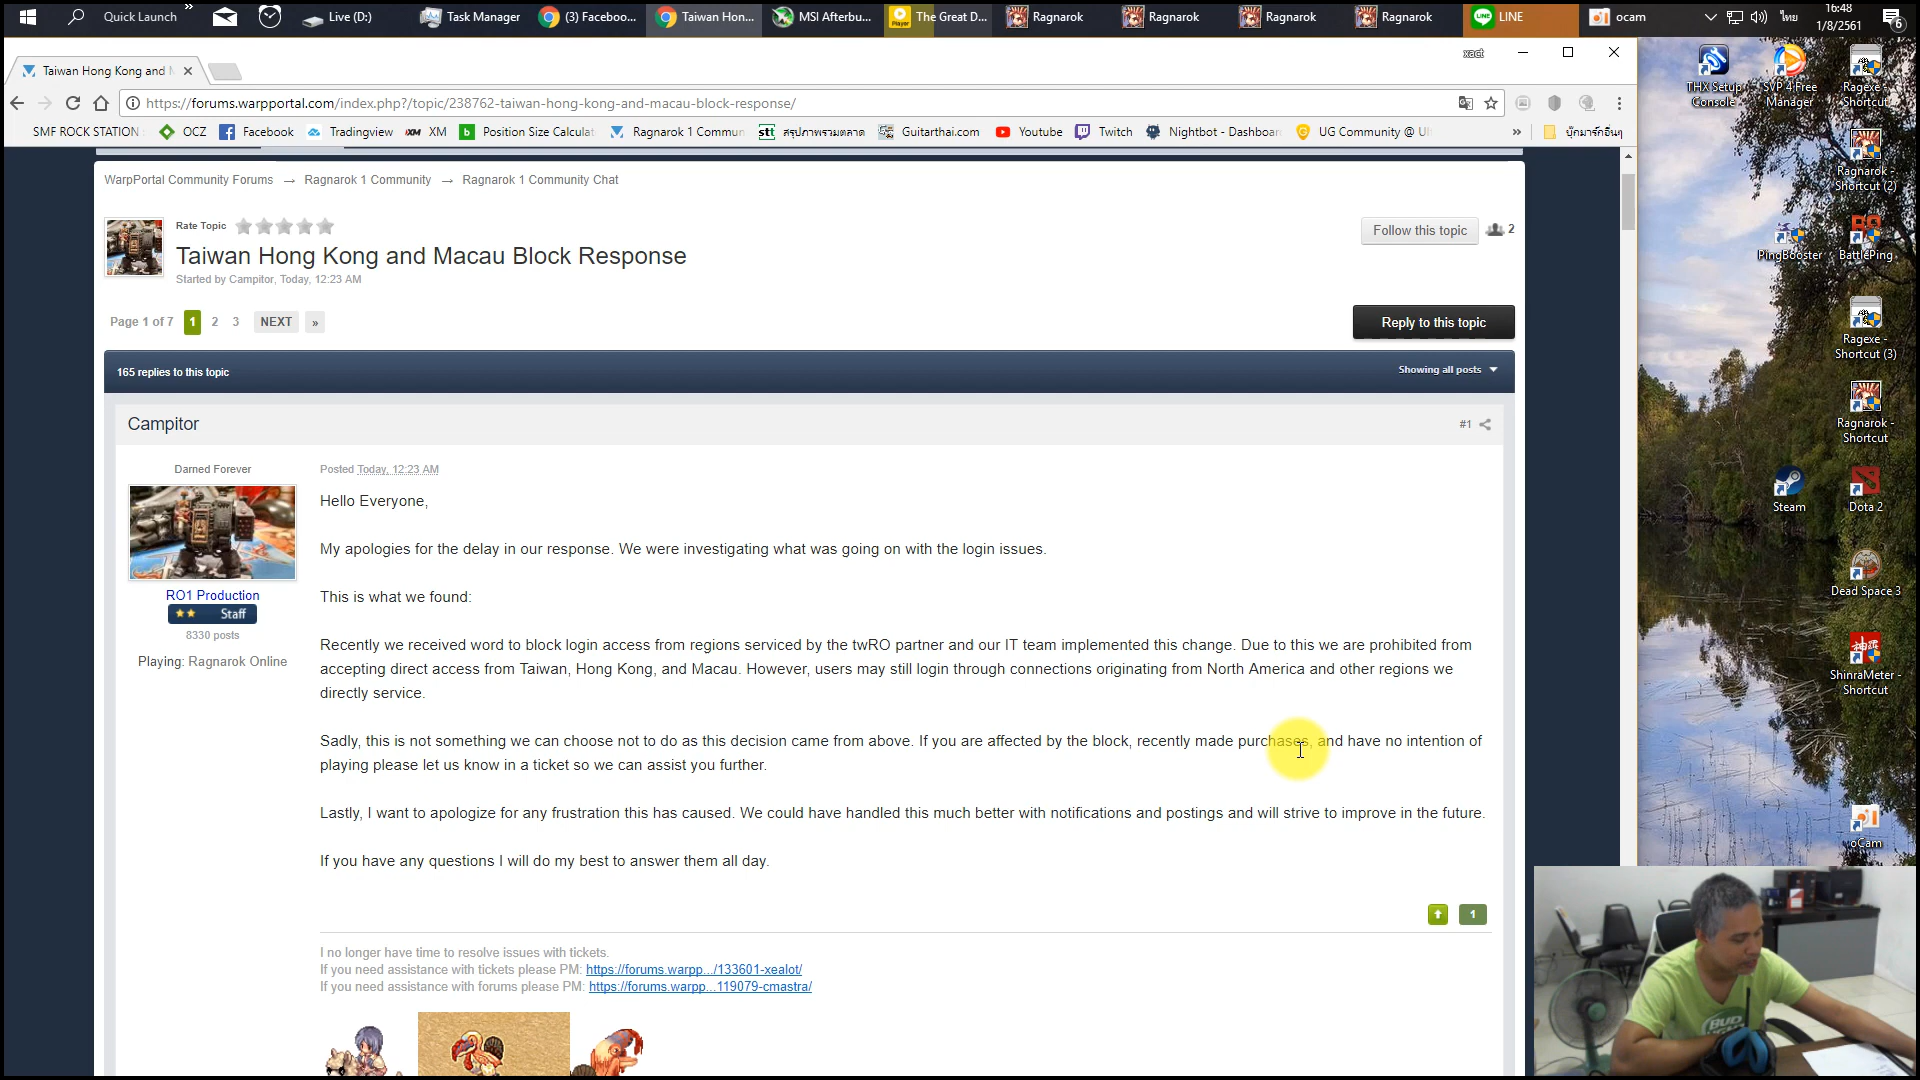 Quick Launch
»
Live (D:)
Task Manager
(3) Faceboo...
Taiwan Hon...
MSI Afterbu...
The Great D...
Ragnarok
Ragnarok
Ragnarok
Ragnarok
LINE
ocam
ไทย
16:48
1/8/2561
6
Taiwan Hong Kong and
xact
https://forums.warpportal.com/index.php?/topic/238762-taiwan-hong-kong-and-macau-block-response/
SMF ROCK STATION
OCZ
Facebook
Tradingview
XM
Position Size Calculat
Ragnarok 1 Commun
stt
สรุปภาพรวมตลาด
Guitarthai.com
Youtube
Twitch
Nightbot - Dashboar
UG Community @ U
»
บุ๊กมาร์กอื่นๆ
WarpPortal Community Forums → Ragnarok 1 Community → Ragnarok 1 Community Chat
Rate Topic
Taiwan Hong Kong and Macau Block Response
Started by Campitor, Today, 12:23 AM
Follow this topic
2
Page 1 of 7 1 2 3 NEXT »
Reply to this topic
165 replies to this topic
Showing all posts
Campitor
#1
Darned Forever
RO1 Production
Staff
8330 posts
Playing: Ragnarok Online
Posted Today, 12:23 AM
Hello Everyone,
My apologies for the delay in our response. We were investigating what was going on with the login issues.
This is what we found:
Recently we received word to block login access from regions serviced by the twRO partner and our IT team implemented this change. Due to this we are prohibited from
accepting direct access from Taiwan, Hong Kong, and Macau. However, users may still login through connections originating from North America and other regions we
directly service.
Sadly, this is not something we can choose not to do as this decision came from above. If you are affected by the block, recently made purchases, and have no intention of
playing please let us know in a ticket so we can assist you further.
Lastly, I want to apologize for any frustration this has caused. We could have handled this much better with notifications and postings and will strive to improve in the future.
If you have any questions I will do my best to answer them all day.
1
I no longer have time to resolve issues with tickets.
If you need assistance with tickets please PM: https://forums.warpp.../133601-xealot/
If you need assistance with forums please PM: https://forums.warpp...119079-cmastra/
THX Setup
Console
SVP 4 Free
Manager
Ragexe -
Shortcut
Ragnarok -
Shortcut (2)
PingBooster
BattlePing
Ragexe -
Shortcut (3)
Ragnarok -
Shortcut
Steam
Dota 2
Dead Space 3
ShinraMeter -
Shortcut
oCam
BUD